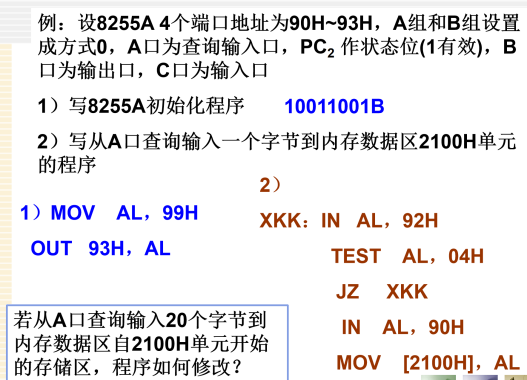 例：设8255A 4个端口地址为90H~93H，A组和B组设置
成方式0，A口为查询输入口，PC2 作状态位(1有效)，B
口为输出口，C口为输入口
1）写8255A初始化程序 10011001B
2）写从A口查询输入一个字节到内存数据区2100H单元
的程序
1）MOV AL，99H
OUT 93H，AL
2）
XKK：IN AL，92H
TEST AL，04H
JZ XKK
IN AL，90H
MOV [2100H]，AL
若从A口查询输入20个字节到
内存数据区自2100H单元开始
的存储区，程序如何修改？